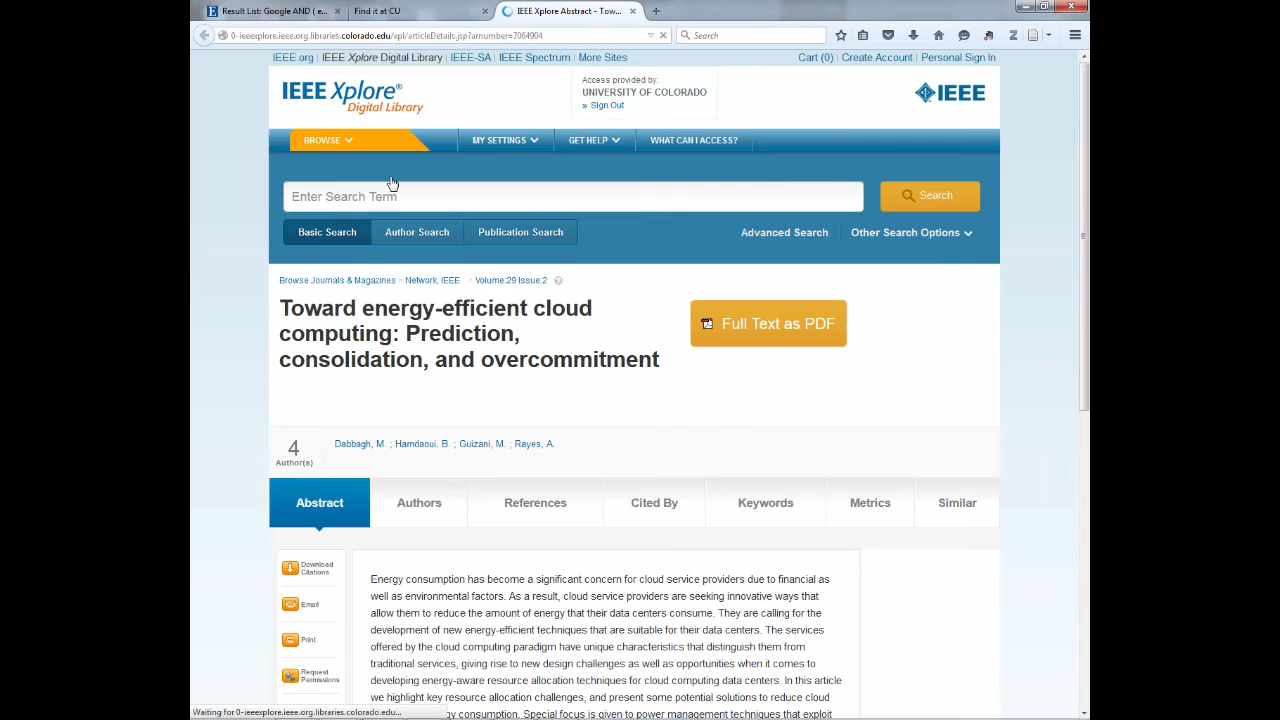 Result List: Google AND ( e...
Find it at CU
IEEE Xplore Abstract - Tow...
0-ieeexplore.ieee.org.libraries.colorado.edu/xpl/articleDetails.jsp?arnumber=7064904
Search
IEEE.org | IEEE Xplore Digital Library | IEEE-SA | IEEE Spectrum | More Sites
Cart (0) | Create Account | Personal Sign In
IEEE Xplore®
Digital Library
Access provided by:
UNIVERSITY OF COLORADO
» Sign Out
IEEE
BROWSE
MY SETTINGS
GET HELP
WHAT CAN I ACCESS?
Enter Search Term
Search
Basic Search
Author Search
Publication Search
Advanced Search
Other Search Options
Browse Journals & Magazines > Network, IEEE > Volume:29 Issue:2
Toward energy-efficient cloud
computing: Prediction,
consolidation, and overcommitment
Full Text as PDF
4
Author(s)
Dabbagh, M. ; Hamdaoui, B. ; Guizani, M. ; Rayes, A.
Abstract
Authors
References
Cited By
Keywords
Metrics
Similar
Download
Citations
Email
Print
Request
Permissions
Energy consumption has become a significant concern for cloud service providers due to financial as
well as environmental factors. As a result, cloud service providers are seeking innovative ways that
allow them to reduce the amount of energy that their data centers consume. They are calling for the
development of new energy-efficient techniques that are suitable for their data centers. The services
offered by the cloud computing paradigm have unique characteristics that distinguish them from
traditional services, giving rise to new design challenges as well as opportunities when it comes to
developing energy-aware resource allocation techniques for cloud computing data centers. In this article
we highlight key resource allocation challenges, and present some potential solutions to reduce cloud
consumption. Special focus is given to power management techniques that exploit
Waiting for 0-ieeexplore.ieee.org.libraries.colorado.edu...